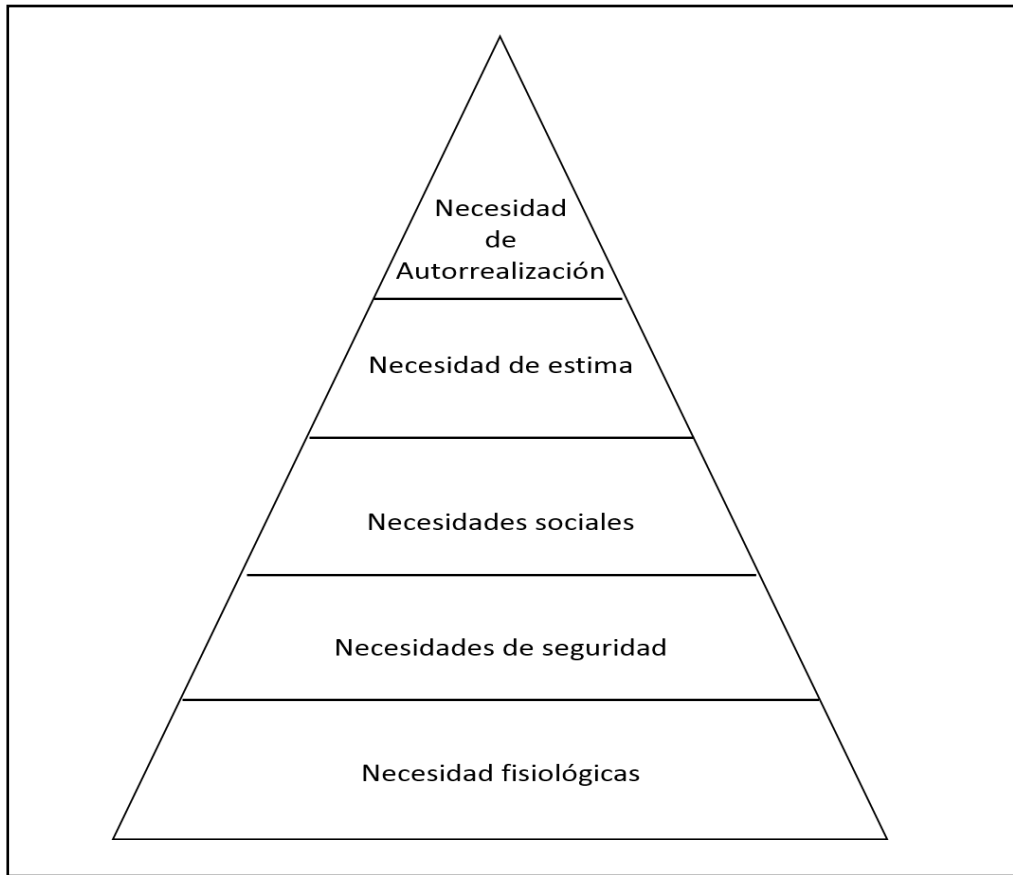 Necesidad
de
Autorrealización
Necesidad de estima
Necesidades sociales
Necesidades de seguridad
Necesidad fisiológicas